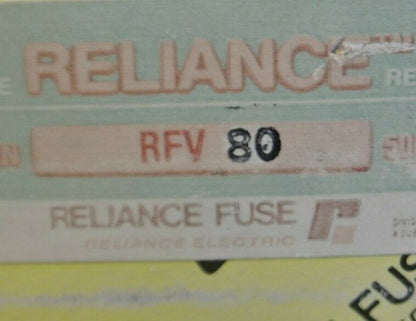 RELIANCE
RFV 80
RELIANCE FUSE
RELIANCE ELECTRIC
FUS